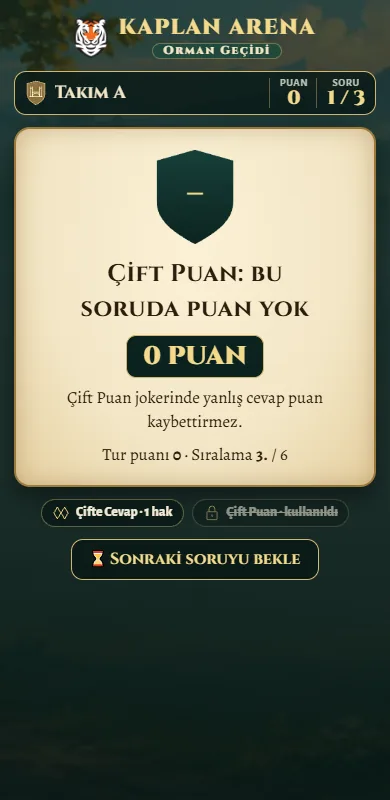 KAPLAN ARENA
Orman Geçidi
Takım A
PUAN
0
SORU
1 / 3
–
Çift Puan: bu
soruda puan yok
0 PUAN
Çift Puan jokerinde yanlış cevap puan
kaybettirmez.
Tur puanı 0 · Sıralama 3. / 6
Çifte Cevap · 1 hak
Çift Puan · kullanıldı
Sonraki soruyu bekle